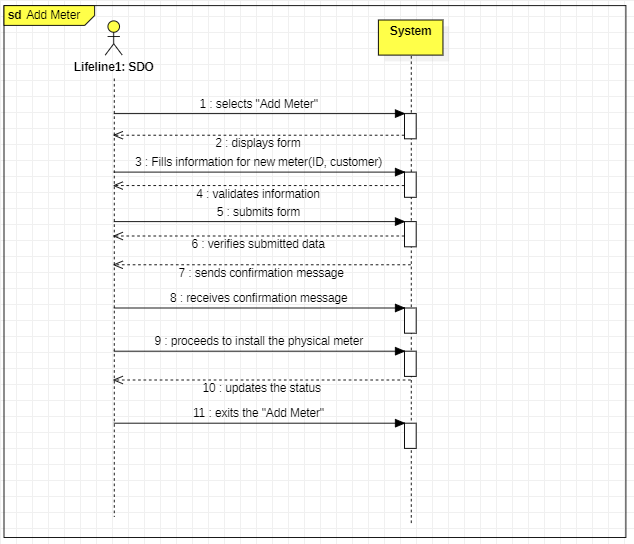 sd Add Meter
System
Lifeline1: SDO
1 : selects "Add Meter"
2 : displays form
3 : Fills information for new meter(ID, customer)
4 : validates information
5 : submits form
6 : verifies submitted data
7 : sends confirmation message
8 : receives confirmation message
9 : proceeds to install the physical meter
10 : updates the status
11 : exits the "Add Meter"